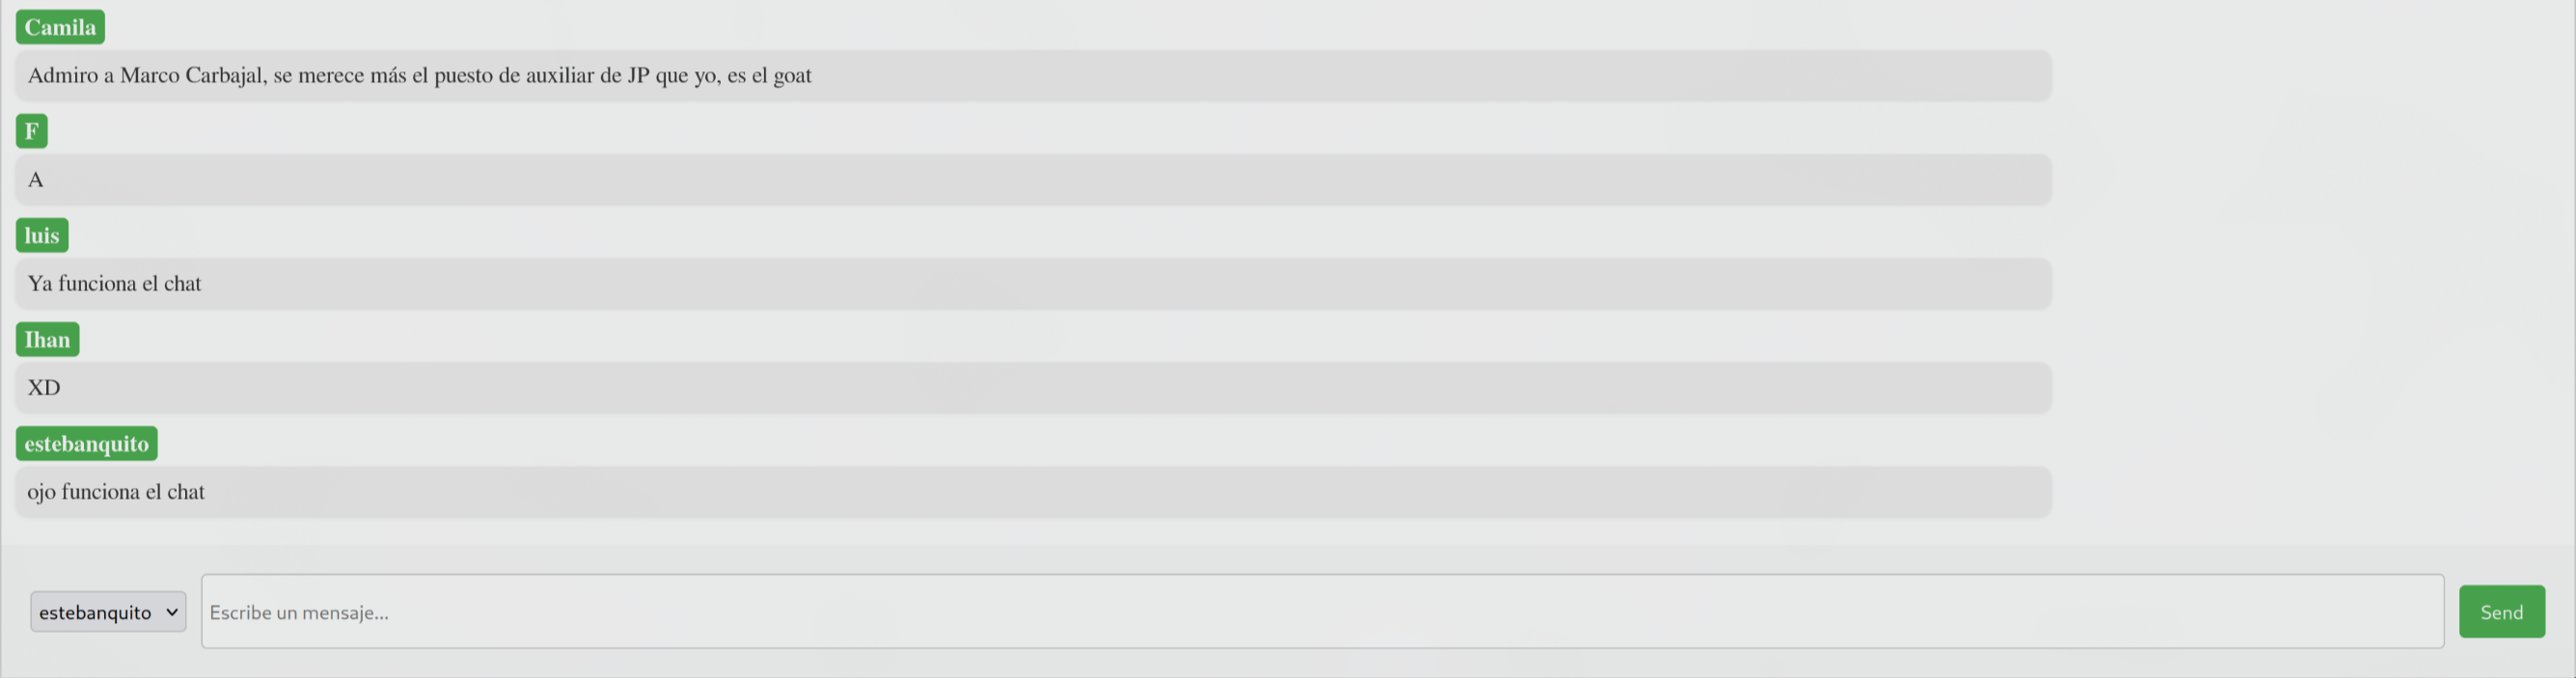 Camila
Admiro a Marco Carbajal, se merece más el puesto de auxiliar de JP que yo, es el goat
F
A
luis
Ya funciona el chat
Ihan
XD
estebanquito
ojo funciona el chat
estebanquito Escribe un mensaje... Send